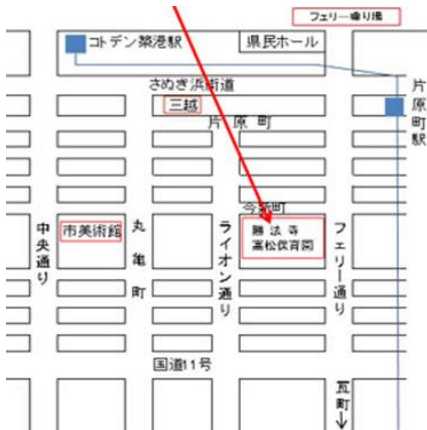 フェリー乗り場
コトデン築港駅
県民ホール
さぬき浜街道
三越
片原町
片原町駅
今新町
中央通り
市美術館
丸亀町
ライオン通り
勝法寺
高松保育園
フェリー通り
国道11号
瓦町→